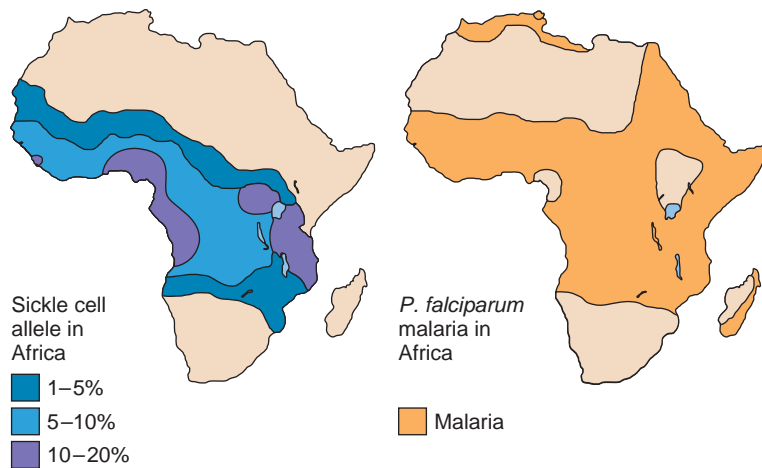 Sickle cell
allele in
Africa
1–5%
5–10%
10–20%
P. falciparum
malaria in
Africa
Malaria